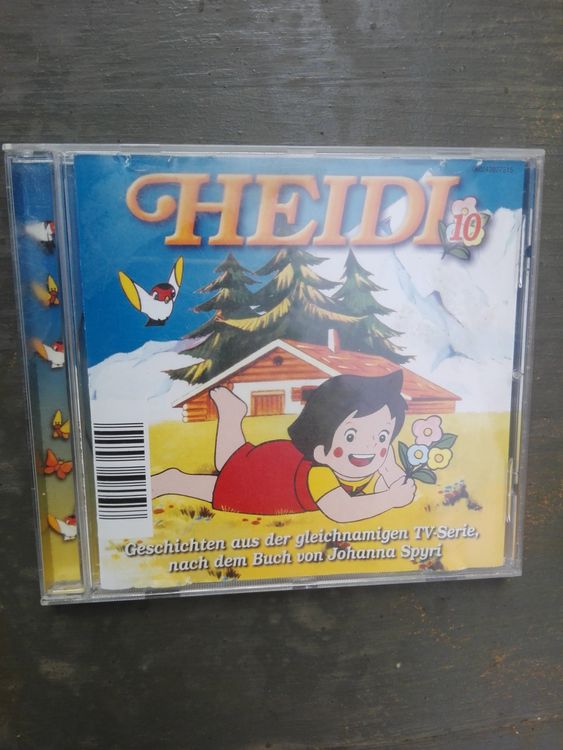 HEIDI
10
Geschichten aus der gleichnamigen TV-Serie,
nach dem Buch von Johanna Spyri